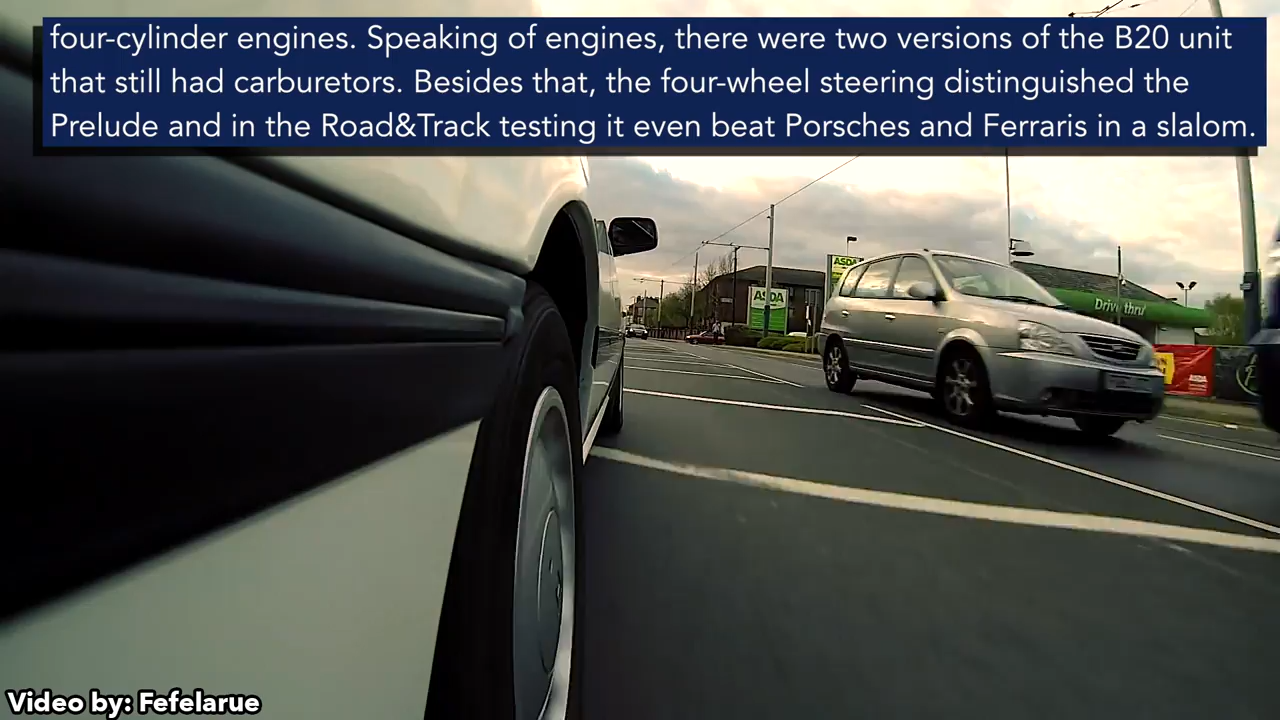 four-cylinder engines. Speaking of engines, there were two versions of the B20 unit
that still had carburetors. Besides that, the four-wheel steering distinguished the
Prelude and in the Road&Track testing it even beat Porsches and Ferraris in a slalom.
ASDA
ASDA
Drive thru'
Video by: Fefelarue